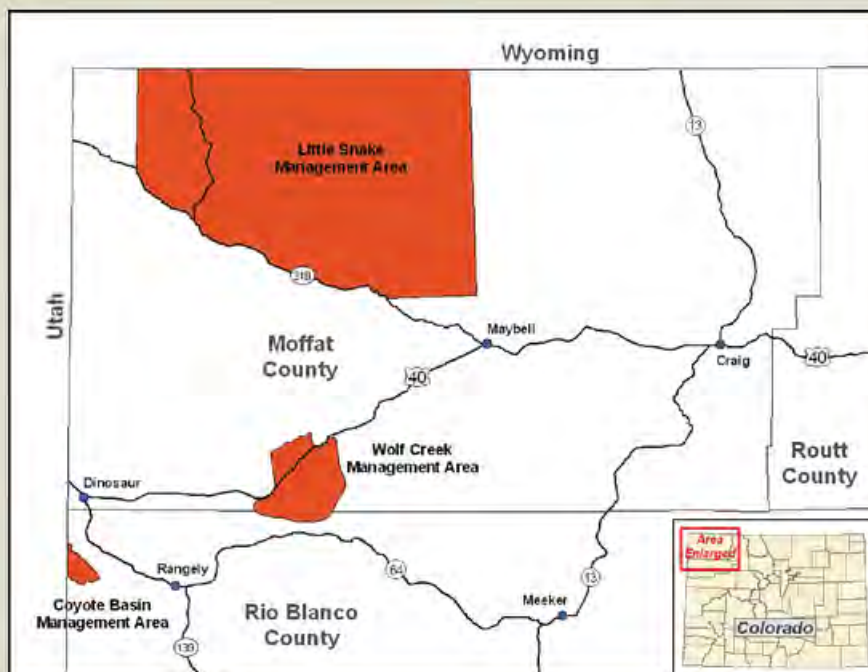 Wyoming
13
Little Snake
Management Area
318
Utah
Moffat
County
Maybell
Craig
40
40
Wolf Creek
Management Area
Routt
County
Dinosaur
Area
Enlarged
Rangely
64
13
Coyote Basin
Management Area
Rio Blanco
County
Meeker
Colorado
139